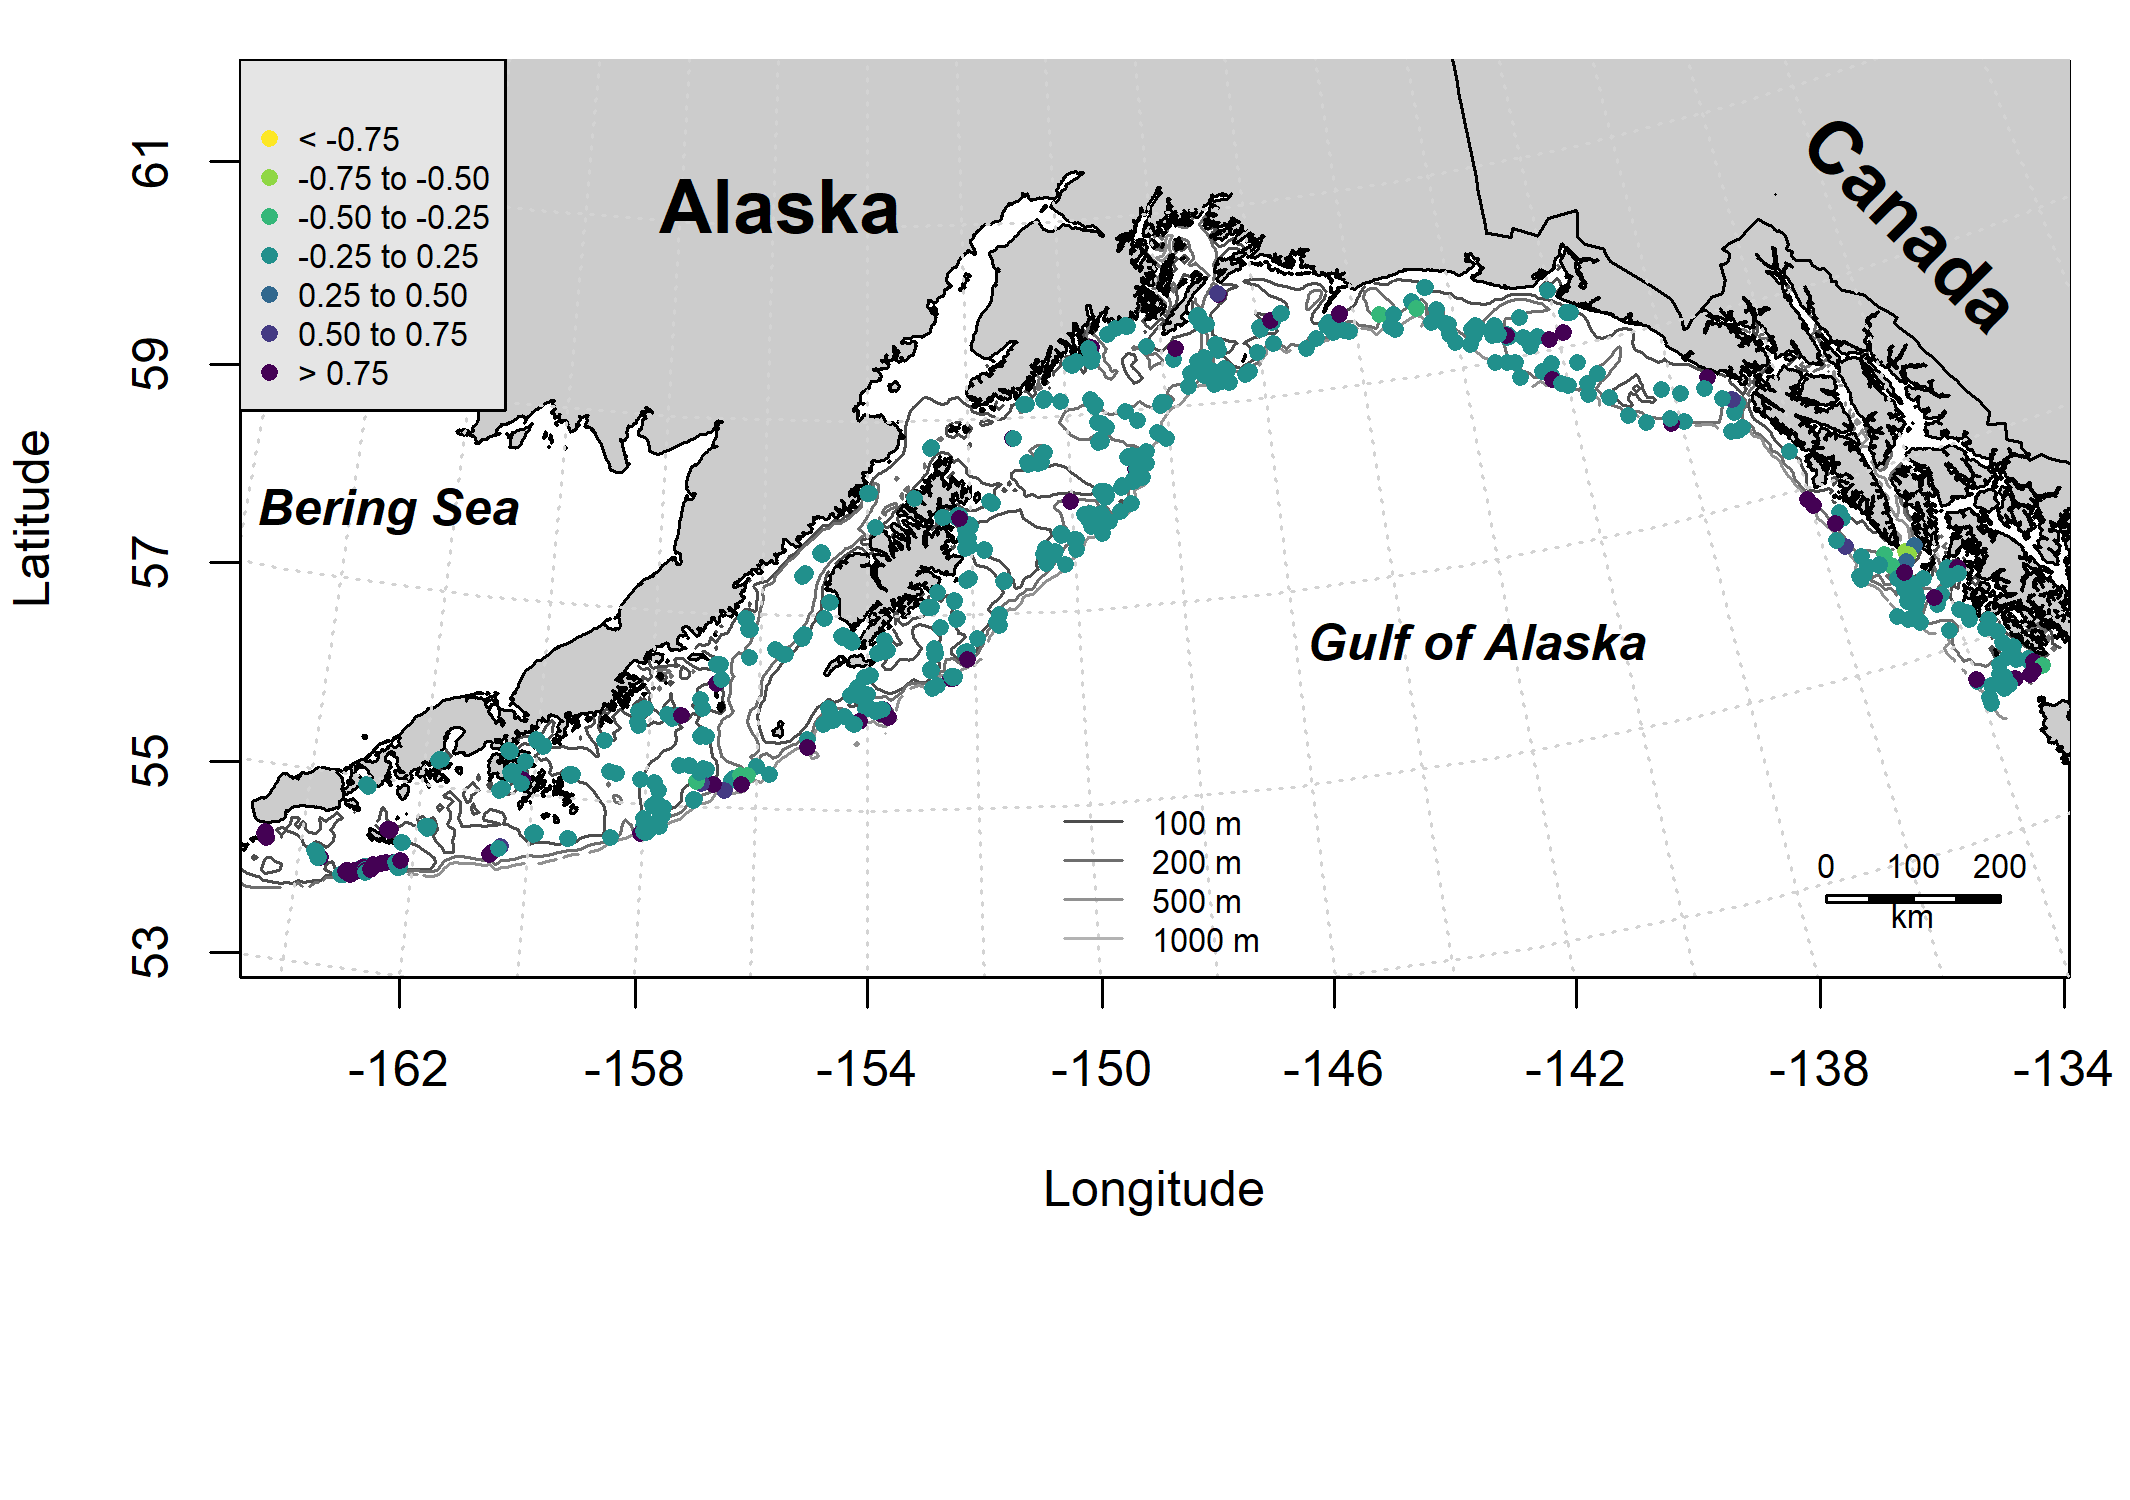 < -0.75
-0.75 to -0.50
-0.50 to -0.25
-0.25 to 0.25
0.25 to 0.50
0.50 to 0.75
> 0.75
Alaska
Canada
Bering Sea
Gulf of Alaska
100 m
200 m
500 m
1000 m
0 100 200
km
61
59
57
55
53
Latitude
-162 -158 -154 -150 -146 -142 -138 -134
Longitude